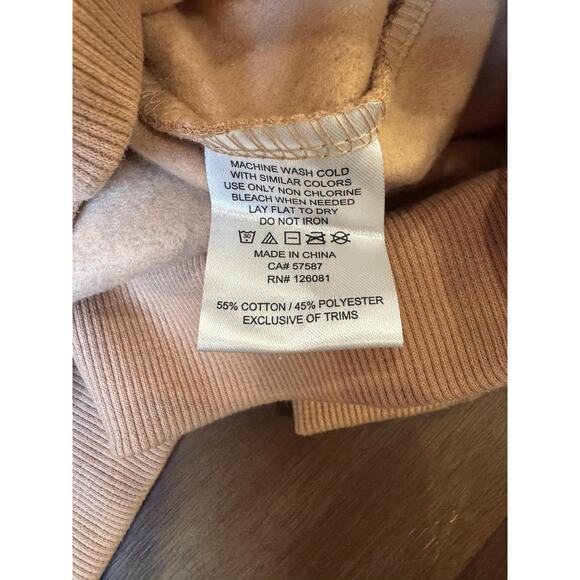 MACHINE WASH COLD
WITH SIMILAR COLORS
USE ONLY NON CHLORINE
BLEACH WHEN NEEDED
LAY FLAT TO DRY
DO NOT IRON
30
MADE IN CHINA
CA# 57587
RN# 126081
55% COTTON / 45% POLYESTER
EXCLUSIVE OF TRIMS